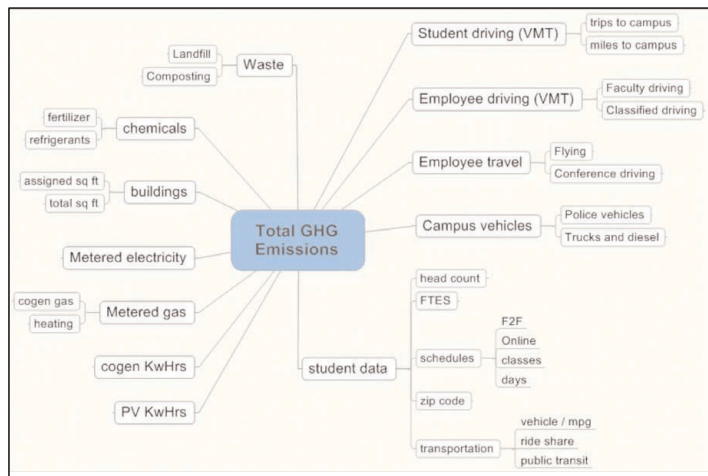 Total GHG
Emissions
Waste
Landfill
Composting
chemicals
fertilizer
refrigerants
buildings
assigned sq ft
total sq ft
Metered electricity
Metered gas
cogen gas
heating
cogen KwHrs
PV KwHrs
Student driving (VMT)
trips to campus
miles to campus
Employee driving (VMT)
Faculty driving
Classified driving
Employee travel
Flying
Conference driving
Campus vehicles
Police vehicles
Trucks and diesel
student data
head count
FTES
schedules
F2F
Online
classes
days
zip code
transportation
vehicle / mpg
ride share
public transit